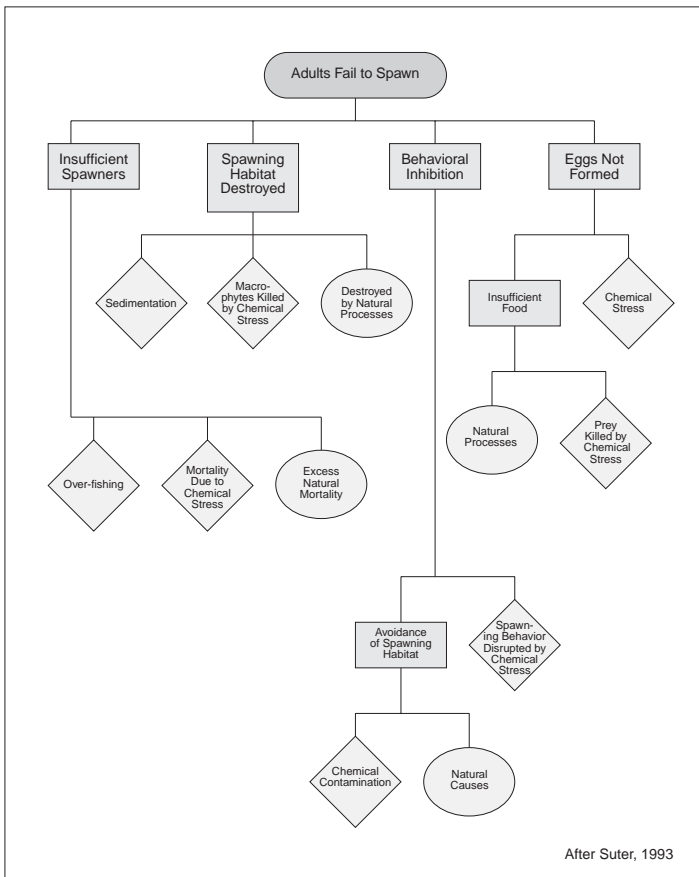 Adults Fail to Spawn
Insufficient
Spawners
Spawning
Habitat
Destroyed
Behavioral
Inhibition
Eggs Not
Formed
Sedimentation
Macro-
phytes Killed
by Chemical
Stress
Destroyed
by Natural
Processes
Insufficient
Food
Chemical
Stress
Natural
Processes
Prey
Killed by
Chemical
Stress
Over-fishing
Mortality
Due to
Chemical
Stress
Excess
Natural
Mortality
Avoidance
of Spawning
Habitat
Spawn-
ing Behavior
Disrupted by
Chemical
Stress
Chemical
Contamination
Natural
Causes
After Suter, 1993